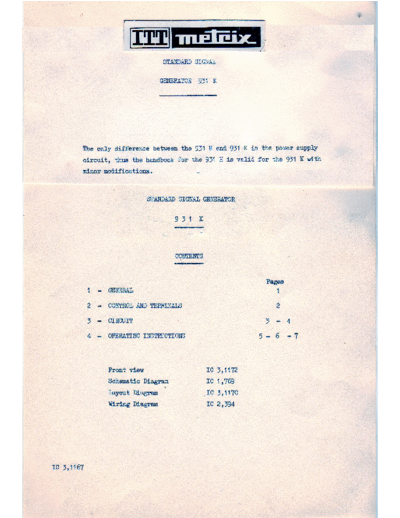 ITT metrix
STANDARD SIGNAL
GENERATOR 931 K
The only difference between the 931 E and 931 K is the power supply
circuit, thus the handbook for the 931 E is valid for the 931 K with
minor modifications.
STANDARD SIGNAL GENERATOR
931 K
CONTENTS
Pages
1 - GENERAL 1
2 - CONTROL AND TERMINALS 2
3 - CIRCUIT 3 - 4
4 - OPERATING INSTRUCTIONS 5 - 6 - 7
Front view IC 3,1172
Schematic Diagram IC 1,769
Layout Diagram IC 3,1170
Wiring Diagram IC 2,394
IC 3,1167